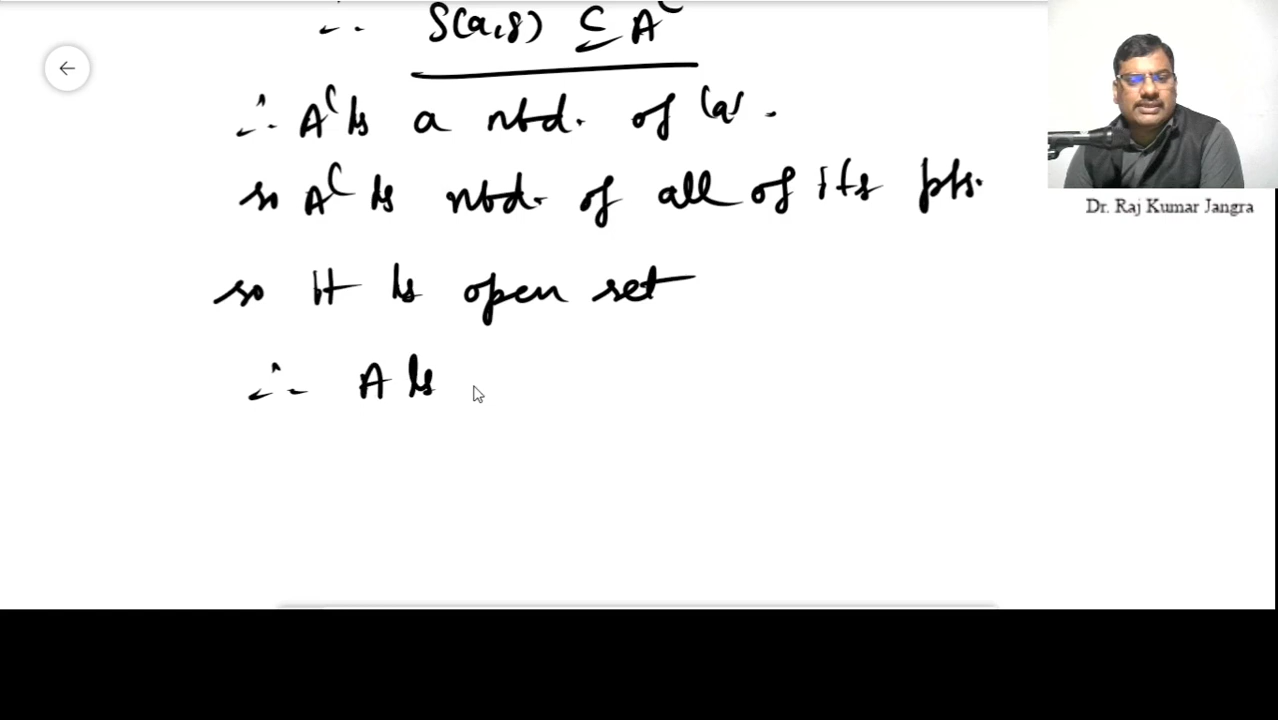 ∴ S(a,δ) ⊆ A^c
∴ A^c is a nbd. of 'a'.
Dr. Raj Kumar Jangra
so A^c is nbd. of all of its pts.
so it is open set
∴ A is